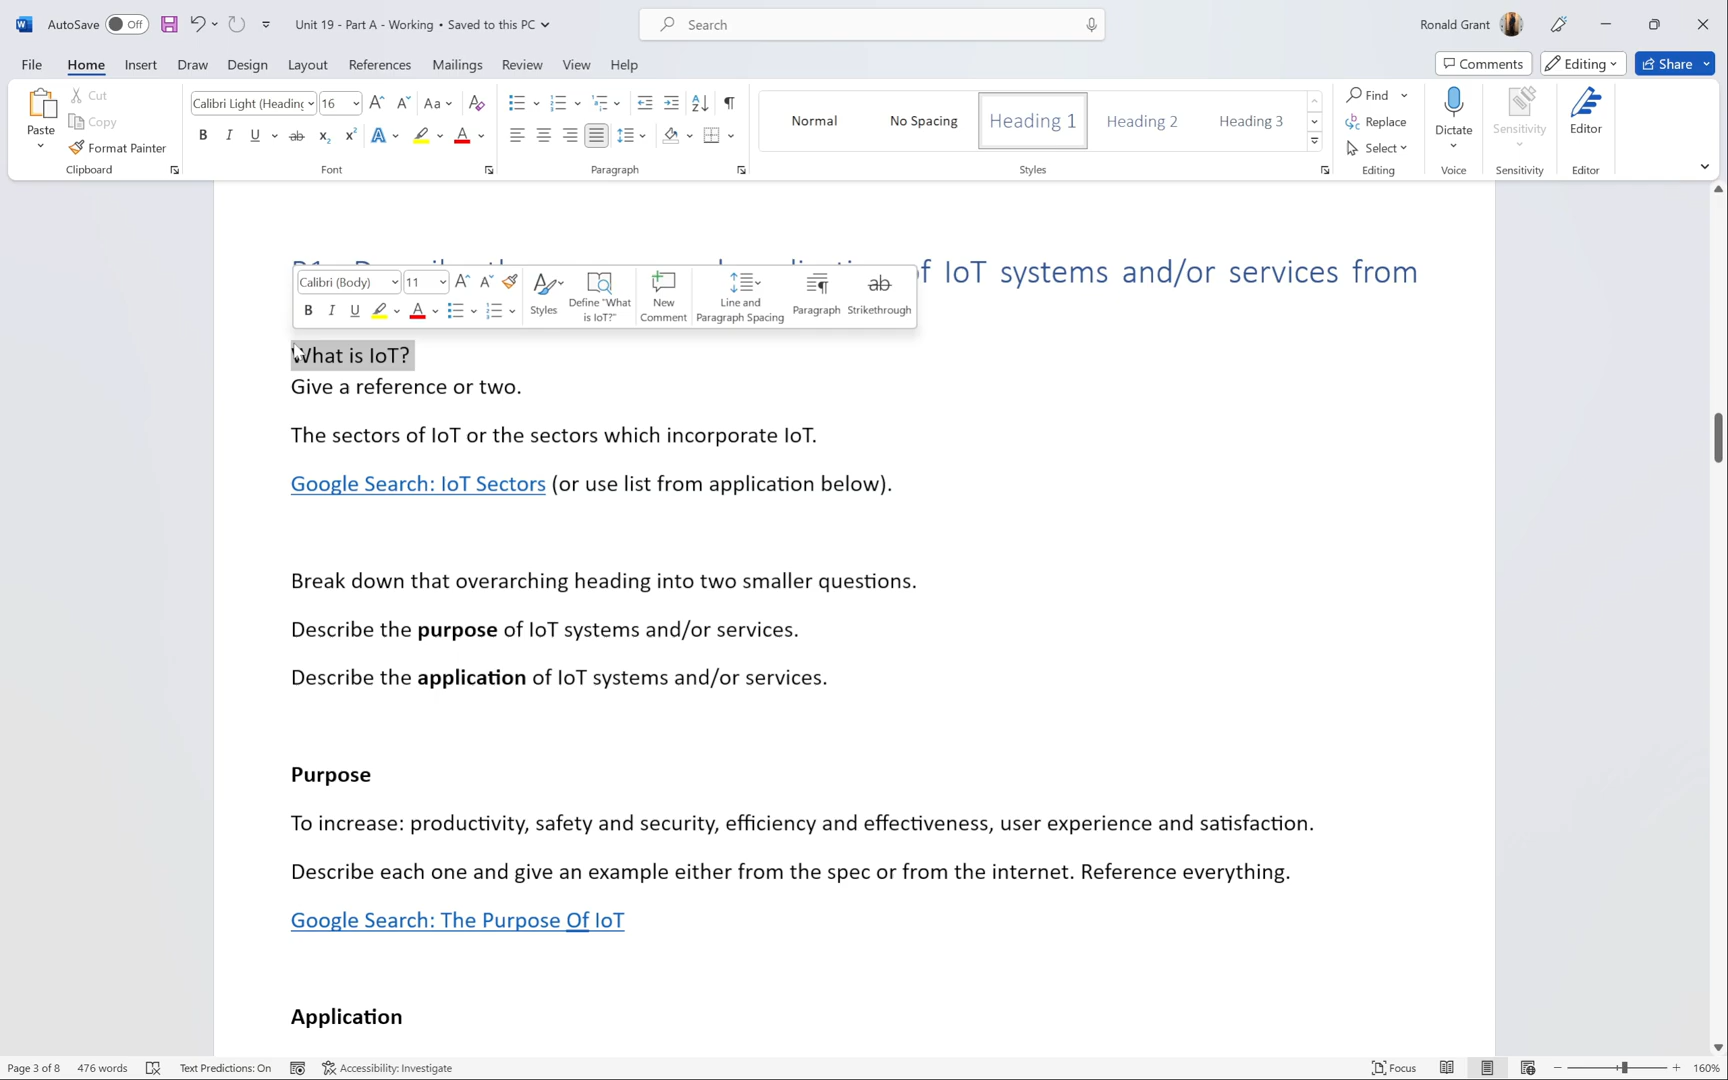 AutoSave Off Unit 19 - Part A - Working • Saved to this PC Search Ronald Grant
File Home Insert Draw Design Layout References Mailings Review View Help Comments Editing Share
Paste Cut Copy Format Painter Clipboard
Calibri Light (Heading 16 Aa Font
Paragraph
Normal No Spacing Heading 1 Heading 2 Heading 3 Styles
Find Replace Select Editing
Dictate Voice
Sensitivity Sensitivity
Editor Editor
of IoT systems and/or services from
Calibri (Body) 11
Styles Define "What is IoT?" New Comment Line and Paragraph Spacing Paragraph Strikethrough
What is IoT?
Give a reference or two.
The sectors of IoT or the sectors which incorporate IoT.
Google Search: IoT Sectors (or use list from application below).
Break down that overarching heading into two smaller questions.
Describe the purpose of IoT systems and/or services.
Describe the application of IoT systems and/or services.
Purpose
To increase: productivity, safety and security, efficiency and effectiveness, user experience and satisfaction.
Describe each one and give an example either from the spec or from the internet. Reference everything.
Google Search: The Purpose Of IoT
Application
Page 3 of 8 476 words Text Predictions: On Accessibility: Investigate Focus 160%